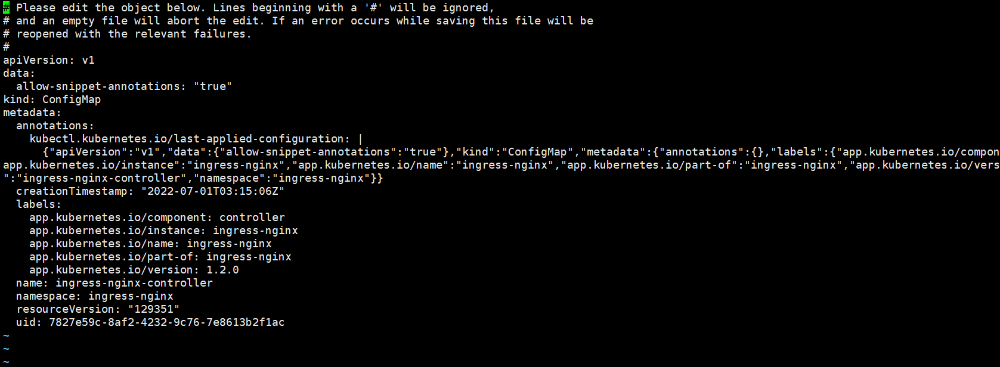 # Please edit the object below. Lines beginning with a '#' will be ignored,
# and an empty file will abort the edit. If an error occurs while saving this file will be
# reopened with the relevant failures.
#
apiVersion: v1
data:
  allow-snippet-annotations: "true"
kind: ConfigMap
metadata:
  annotations:
    kubectl.kubernetes.io/last-applied-configuration: |
      {"apiVersion":"v1","data":{"allow-snippet-annotations":"true"},"kind":"ConfigMap","metadata":{"annotations":{},"labels":{"app.kubernetes.io/compon
app.kubernetes.io/instance":"ingress-nginx","app.kubernetes.io/name":"ingress-nginx","app.kubernetes.io/part-of":"ingress-nginx","app.kubernetes.io/vers
":"ingress-nginx-controller","namespace":"ingress-nginx"}}
  creationTimestamp: "2022-07-01T03:15:06Z"
  labels:
    app.kubernetes.io/component: controller
    app.kubernetes.io/instance: ingress-nginx
    app.kubernetes.io/name: ingress-nginx
    app.kubernetes.io/part-of: ingress-nginx
    app.kubernetes.io/version: 1.2.0
  name: ingress-nginx-controller
  namespace: ingress-nginx
  resourceVersion: "129351"
  uid: 7827e59c-8af2-4232-9c76-7e8613b2f1ac
~
~
~